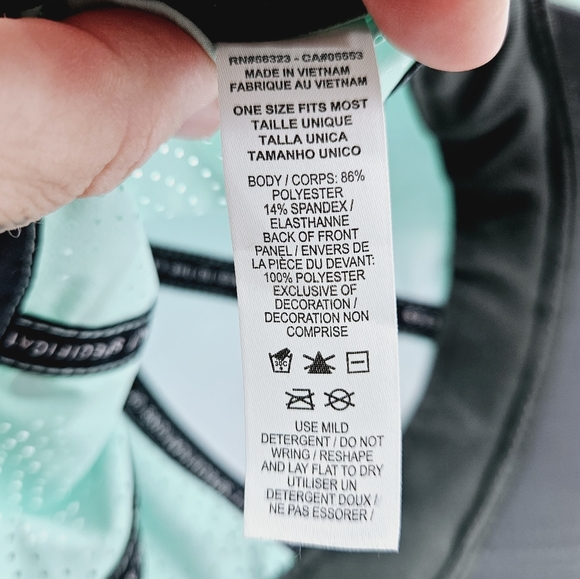 RN#56323 - CA#05553
MADE IN VIETNAM
FABRIQUE AU VIETNAM
ONE SIZE FITS MOST
TAILLE UNIQUE
TALLA UNICA
TAMANHO UNICO
BODY / CORPS: 86%
POLYESTER
14% SPANDEX /
ELASTHANNE
BACK OF FRONT
PANEL / ENVERS DE
LA PIÈCE DU DEVANT:
100% POLYESTER
EXCLUSIVE OF
DECORATION /
DECORATION NON
COMPRISE
30C
USE MILD
DETERGENT / DO NOT
WRING / RESHAPE
AND LAY FLAT TO DRY
UTILISER UN
DETERGENT DOUX /
NE PAS ESSORER /